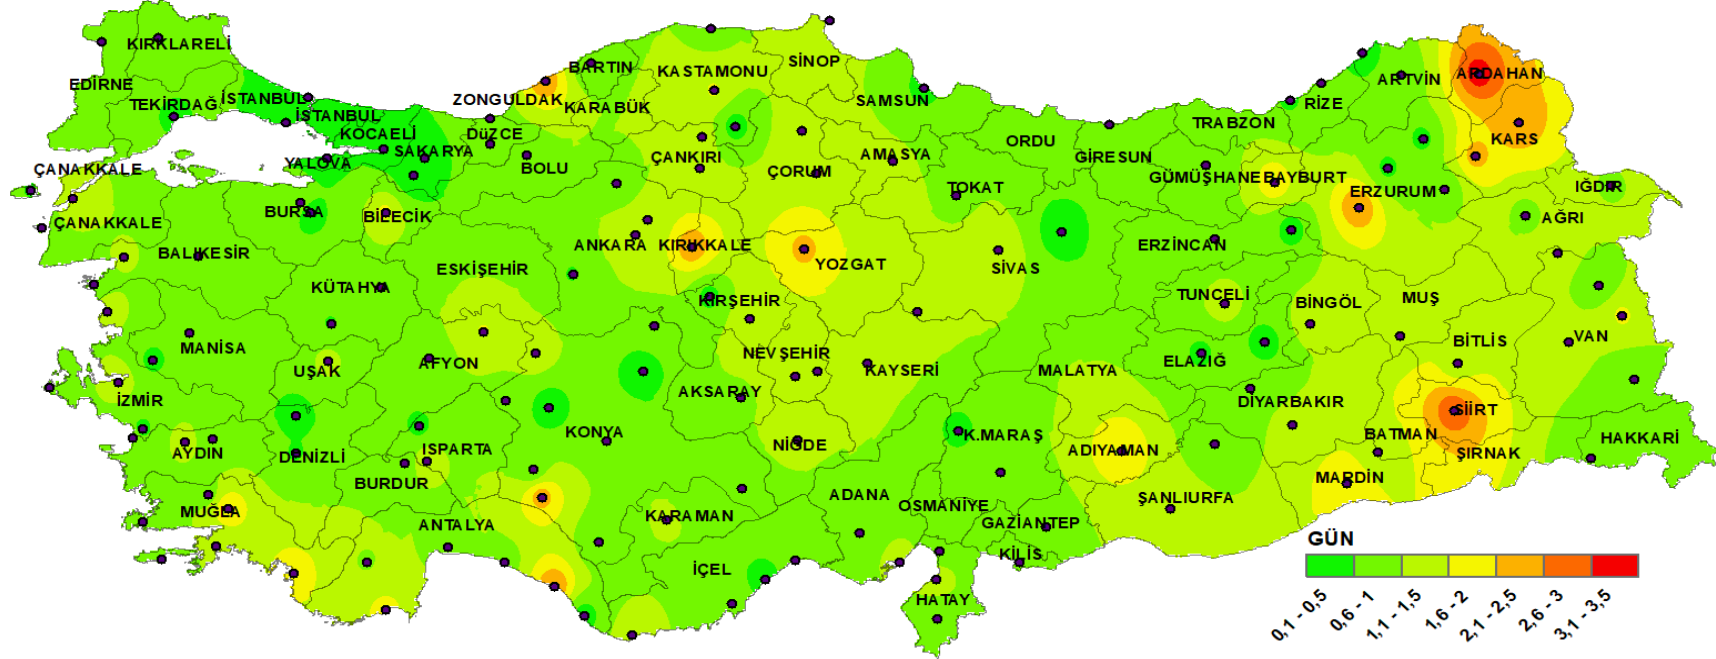 KIRKLARELİ
EDİRNE
TEKİRDAĞ
İSTANBUL
İSTANBUL
KOCAELİ
SAKARYA
YALOVA
DÜZCE
BOLU
ZONGULDAK
BARTIN
KARABÜK
KASTAMONU
SİNOP
SAMSUN
ÇANKIRI
ÇORUM
AMASYA
TOKAT
ORDU
GİRESUN
TRABZON
RİZE
ARTVİN
ARDAHAN
KARS
GÜMÜŞHANE
BAYBURT
ERZURUM
IĞDIR
AĞRI
ÇANAKKALE
ÇANAKKALE
BURSA
BİLECİK
BALIKESİR
KÜTAHYA
ESKİŞEHİR
ANKARA
KIRIKKALE
YOZGAT
SİVAS
ERZİNCAN
KIRŞEHİR
TUNCELİ
BİNGÖL
MUŞ
BİTLİS
VAN
MANİSA
UŞAK
AFYON
NEVŞEHİR
KAYSERİ
MALATYA
ELAZIĞ
AKSARAY
DİYARBAKIR
SİİRT
İZMİR
AYDIN
DENİZLİ
ISPARTA
KONYA
NİĞDE
K.MARAŞ
ADIYAMAN
BATMAN
ŞIRNAK
HAKKARİ
BURDUR
MARDİN
MUĞLA
ANTALYA
KARAMAN
ADANA
OSMANİYE
GAZİANTEP
ŞANLIURFA
KİLİS
İÇEL
HATAY
GÜN
0,1 - 0,5
0,6 - 1
1,1 - 1,5
1,6 - 2
2,1 - 2,5
2,6 - 3
3,1 - 3,5